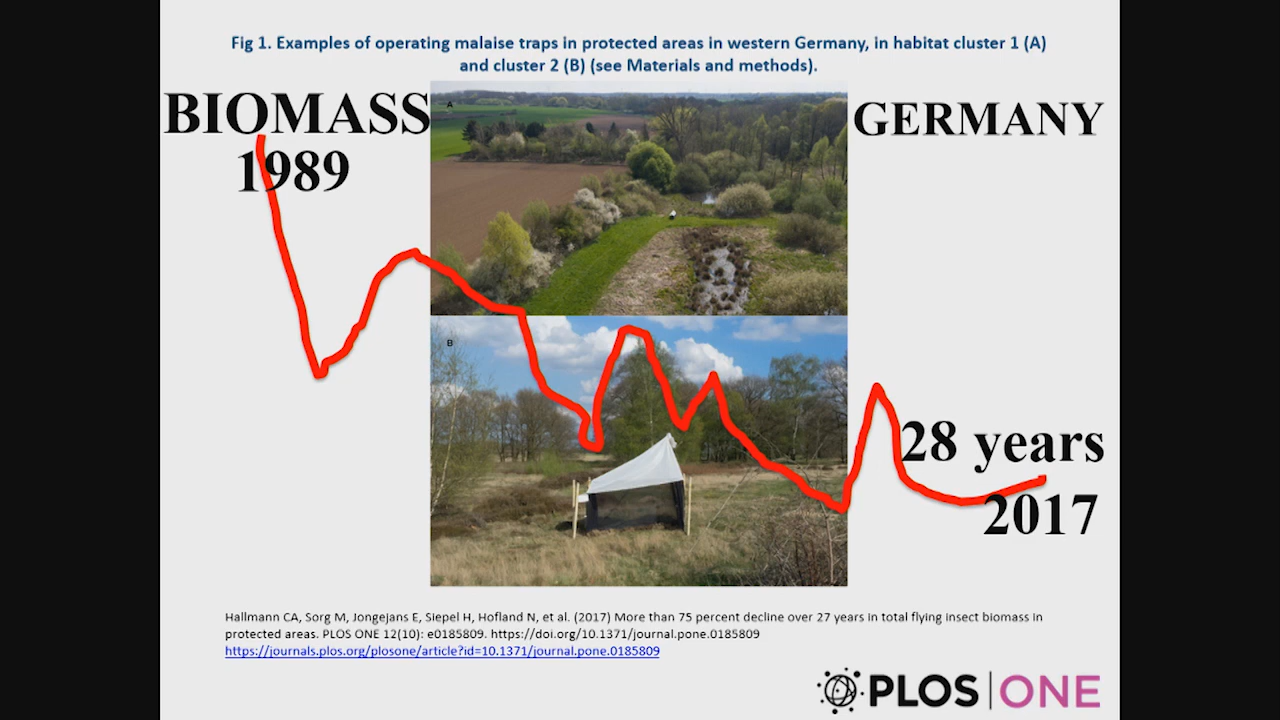 Fig 1. Examples of operating malaise traps in protected areas in western Germany, in habitat cluster 1 (A)
and cluster 2 (B) (see Materials and methods).
BIOMASS
1989
GERMANY
A
B
28 years
2017
Hallmann CA, Sorg M, Jongejans E, Siepel H, Hofland N, et al. (2017) More than 75 percent decline over 27 years in total flying insect biomass in
protected areas. PLOS ONE 12(10): e0185809. https://doi.org/10.1371/journal.pone.0185809
https://journals.plos.org/plosone/article?id=10.1371/journal.pone.0185809
PLOS ONE